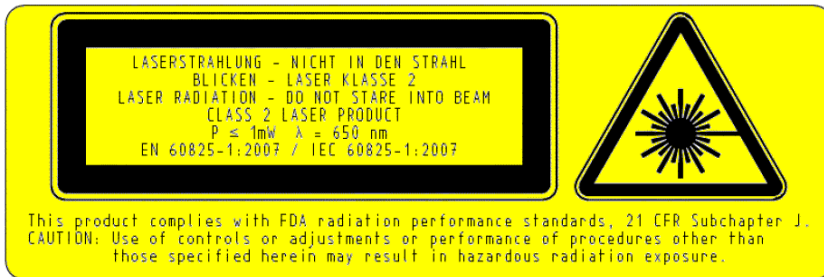 LASERSTRAHLUNG - NICHT IN DEN STRAHL
BLICKEN - LASER KLASSE 2
LASER RADIATION - DO NOT STARE INTO BEAM
CLASS 2 LASER PRODUCT
P ≤ 1mW λ = 650 nm
EN 60825-1:2007 / IEC 60825-1:2007
This product complies with FDA radiation performance standards, 21 CFR Subchapter J.
CAUTION: Use of controls or adjustments or performance of procedures other than
those specified herein may result in hazardous radiation exposure.